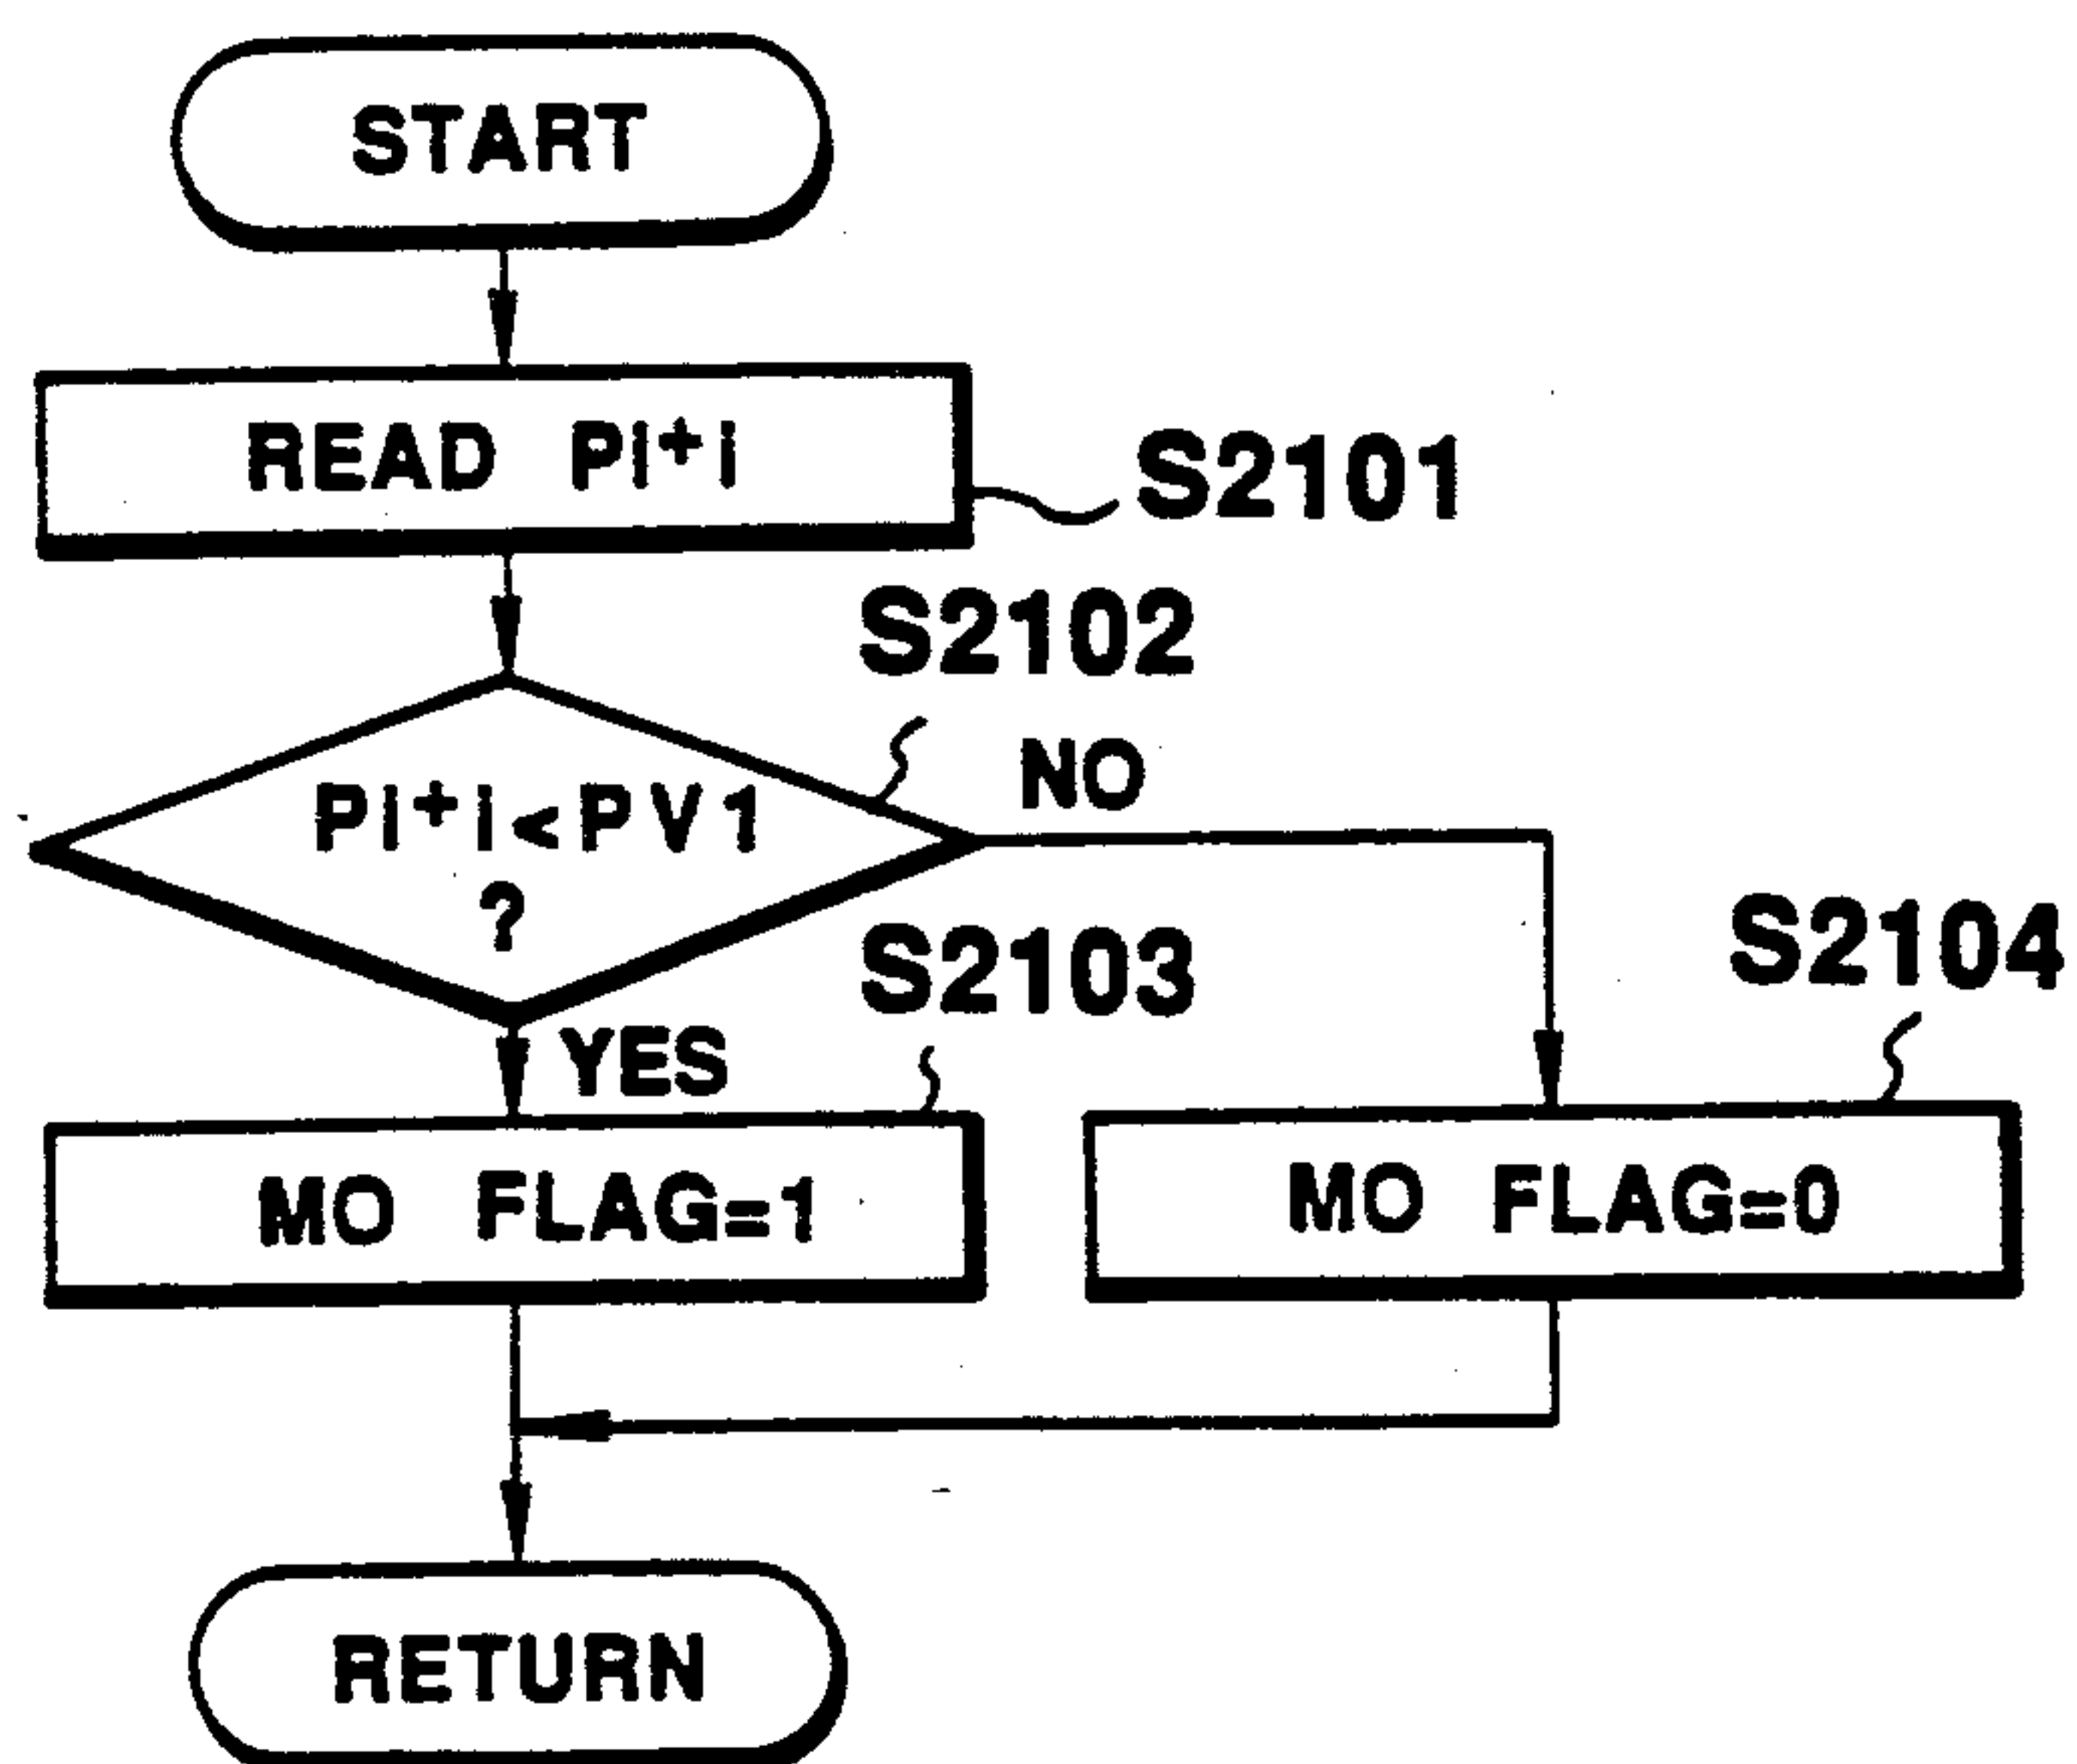 START
READ Pi+i
S2101
S2102
Pi+i<PV1
?
NO
YES
S2103
S2104
MO FLAG=1
MO FLAG=0
RETURN